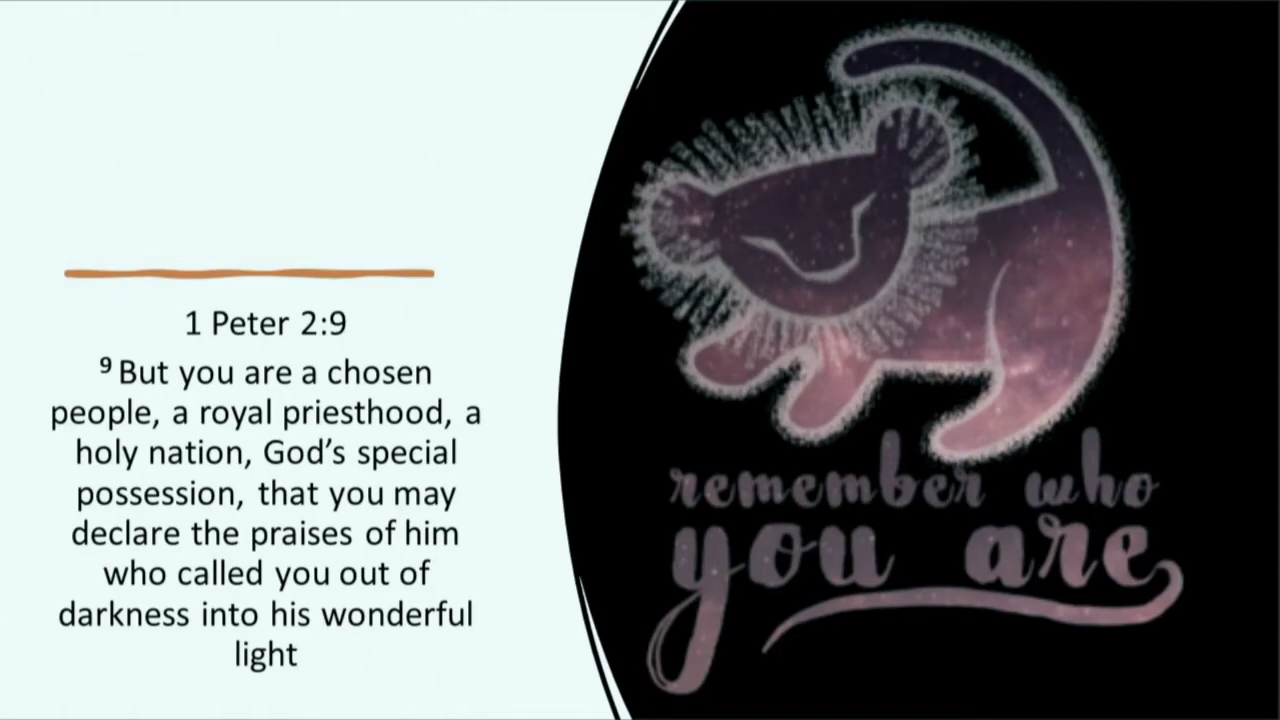 1 Peter 2:9
⁹ But you are a chosen
people, a royal priesthood, a
holy nation, God’s special
possession, that you may
declare the praises of him
who called you out of
darkness into his wonderful
light
remember who
you are